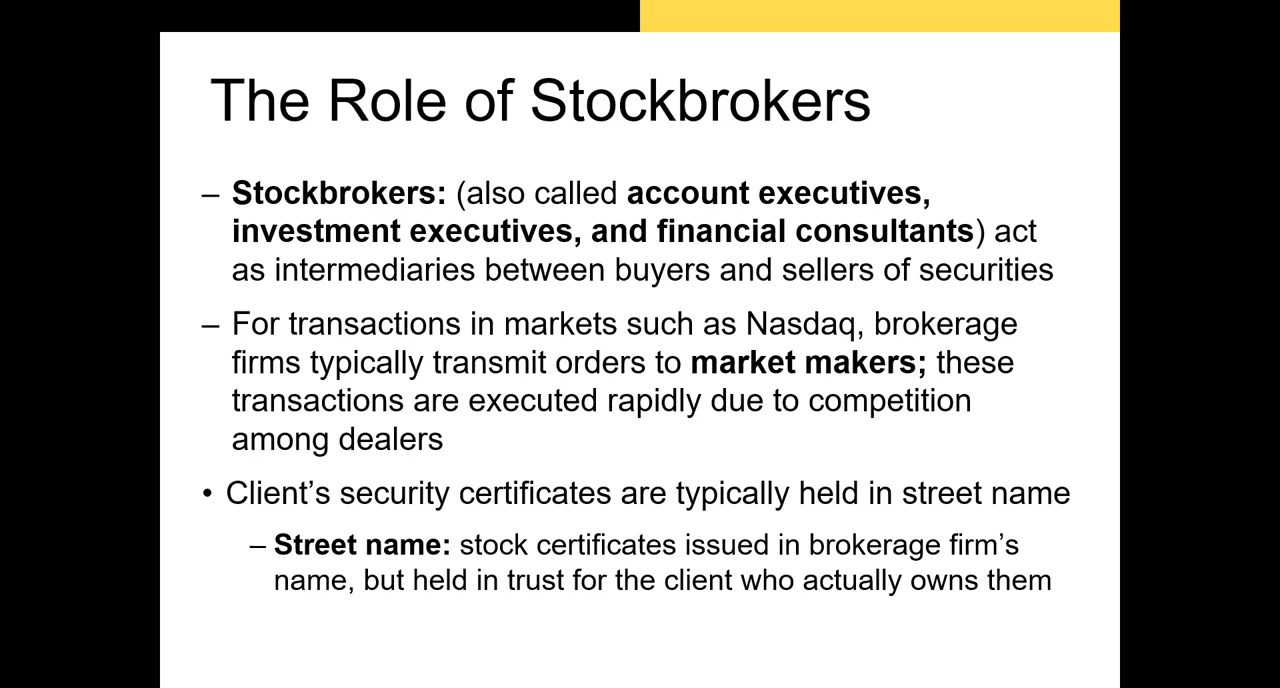 The Role of Stockbrokers
– Stockbrokers: (also called account executives,
investment executives, and financial consultants) act
as intermediaries between buyers and sellers of securities
– For transactions in markets such as Nasdaq, brokerage
firms typically transmit orders to market makers; these
transactions are executed rapidly due to competition
among dealers
• Client’s security certificates are typically held in street name
– Street name: stock certificates issued in brokerage firm’s
name, but held in trust for the client who actually owns them